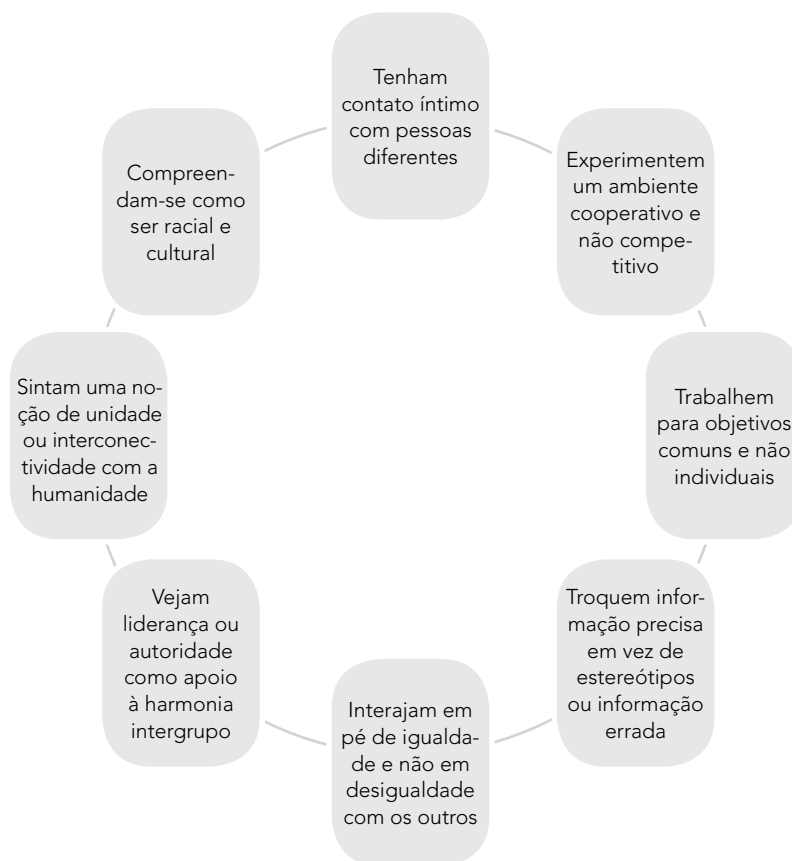 Tenham
contato íntimo
com pessoas
diferentes
Experimentem
um ambiente
cooperativo e
não compe-
titivo
Trabalhem
para objetivos
comuns e não
individuais
Troquem infor-
mação precisa
em vez de
estereótipos
ou informação
errada
Interajam em
pé de igualda-
de e não em
desigualdade
com os outros
Vejam
liderança ou
autoridade
como apoio
à harmonia
intergrupo
Sintam uma no-
ção de unidade
ou interconec-
tividade com a
humanidade
Compreen-
dam-se como
ser racial e
cultural